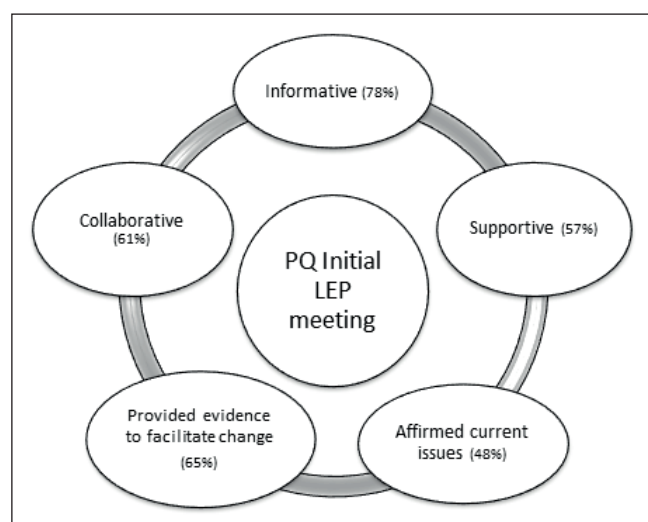 Informative (78%)
Collaborative
(61%)
Supportive (57%)
PQ Initial
LEP
meeting
Provided evidence
to facilitate change
(65%)
Affirmed current
issues (48%)